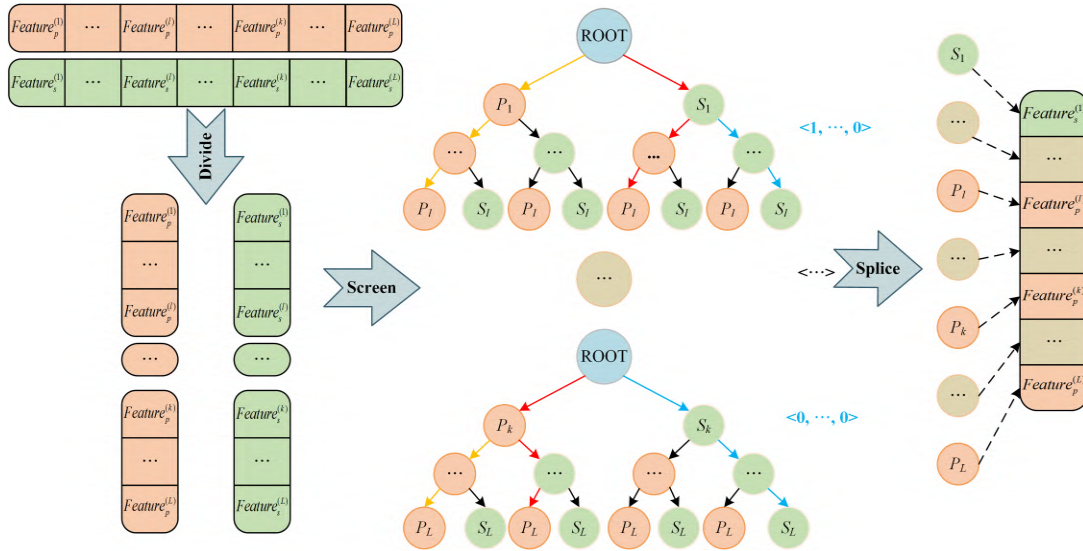 Feature_p^(1) ... Feature_p^(l) ... Feature_p^(k) ... Feature_p^(L)
Feature_s^(1) ... Feature_s^(l) ... Feature_s^(k) ... Feature_s^(L)
Divide
Feature_p^(1) Feature_s^(1)
... ...
Feature_p^(l) Feature_s^(l)
... ...
Feature_p^(k) Feature_s^(k)
... ...
Feature_p^(L) Feature_s^(L)
Screen
ROOT
P_1 S_1
<1, ..., 0>
... ... ... ...
P_l S_l P_l S_l P_l S_l P_l S_l
...
<...>
ROOT
P_k S_k
<0, ..., 0>
... ... ... ...
P_L S_L P_L S_L P_L S_L P_L S_L
Splice
S_1
...
P_l
...
P_k
...
P_L
Feature_s^(1)
...
Feature_p^(l)
...
Feature_p^(k)
...
Feature_p^(L)